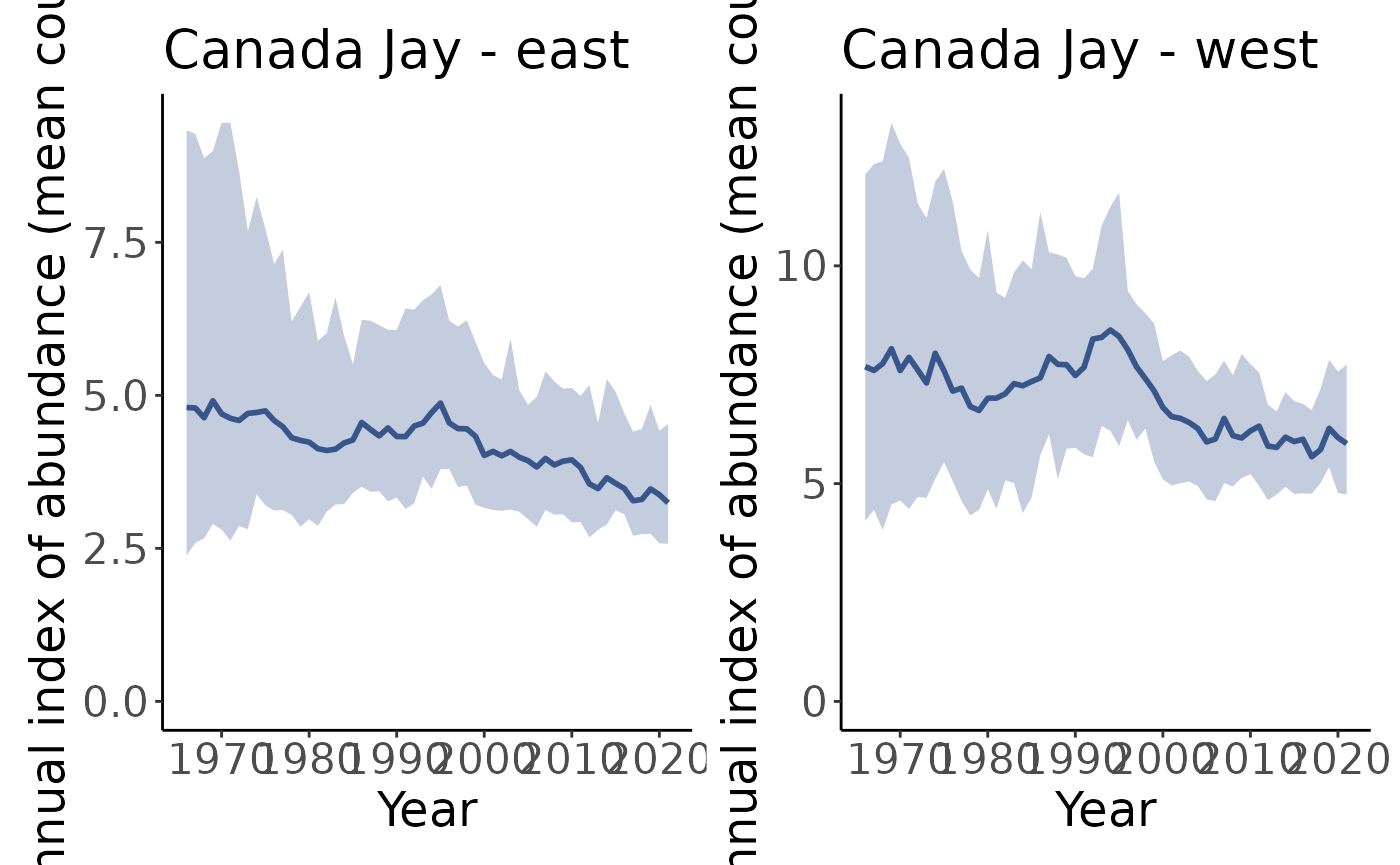 Canada Jay - east
nnual index of abundance (mean cou
7.5
5.0
2.5
0.0
1970 1980 1990 2000 2010 2020
Year
Canada Jay - west
nnual index of abundance (mean cou
10
5
0
1970 1980 1990 2000 2010 2020
Year